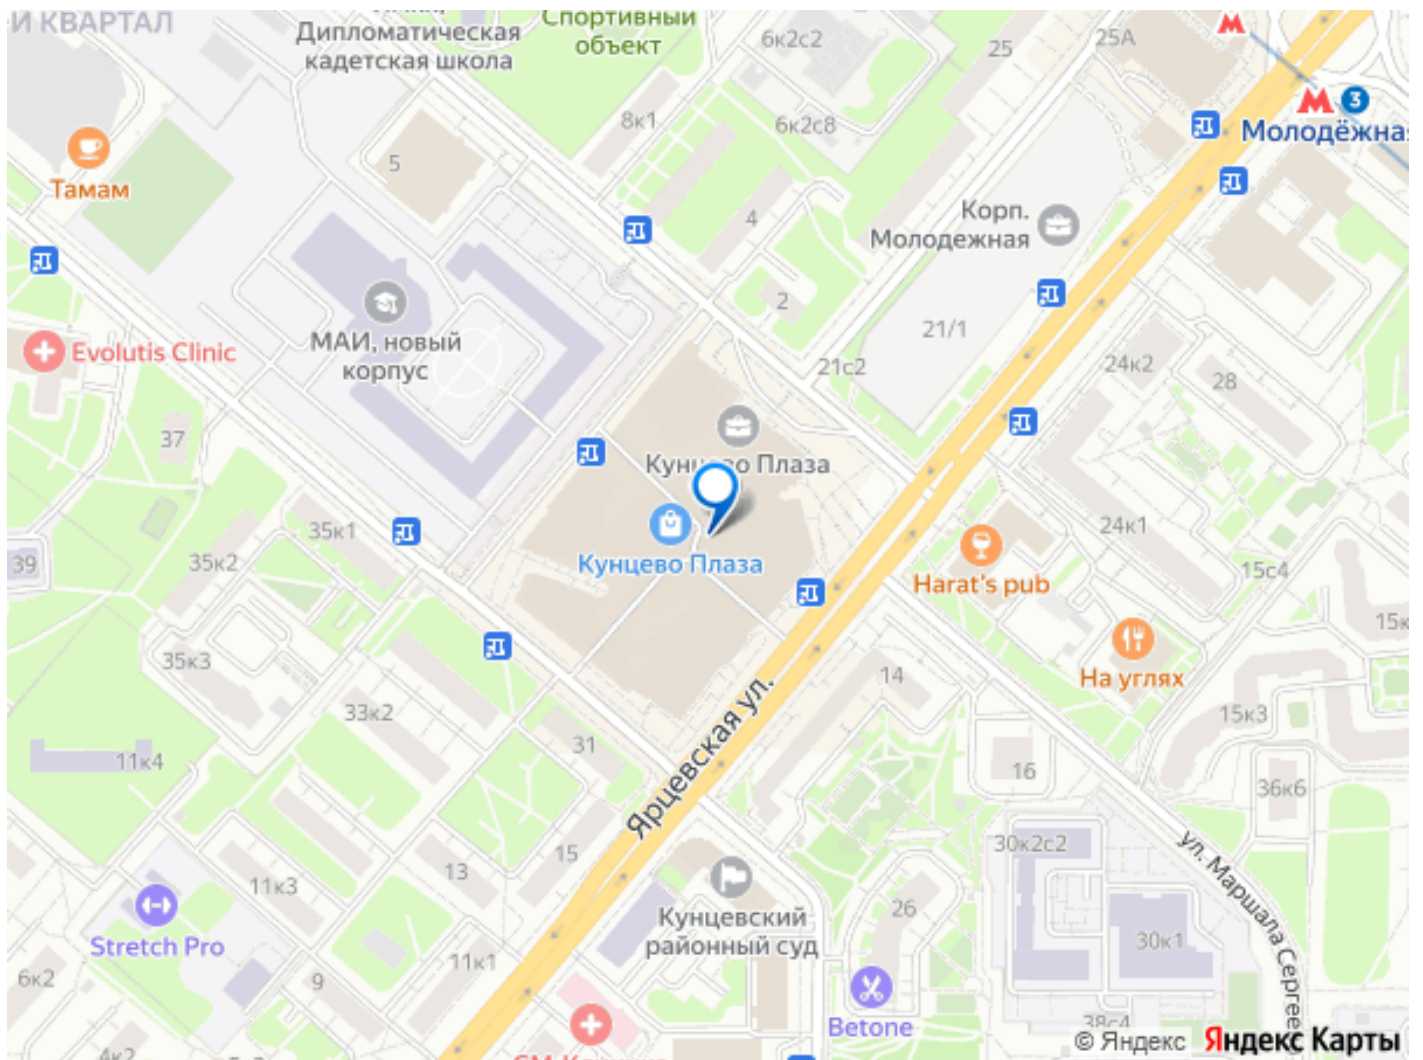 Й КВАРТАЛ
Дипломатическая
кадетская школа
Спортивный
объект
6к2с2
25
25А
3
Молодёжная
8к1
6к2с8
5
Тамам
4
Корп.
Молодежная
2
21/1
МАИ, новый
корпус
Evolutis Clinic
21с2
24к2
28
37
Кунцево Плаза
Кунцево Плаза
35к1
35к2
39
24к1
15с4
Harat's pub
На углях
35к3
33к2
14
15к3
31
Ярцевская ул.
11к4
16
36к6
30к2с2
ул. Маршала Сергеева
15
13
11к3
Кунцевский
районный суд
26
30к1
Stretch Pro
11к1
6к2
9
Betone
38с4
4к2
© Яндекс
Яндекс Карты